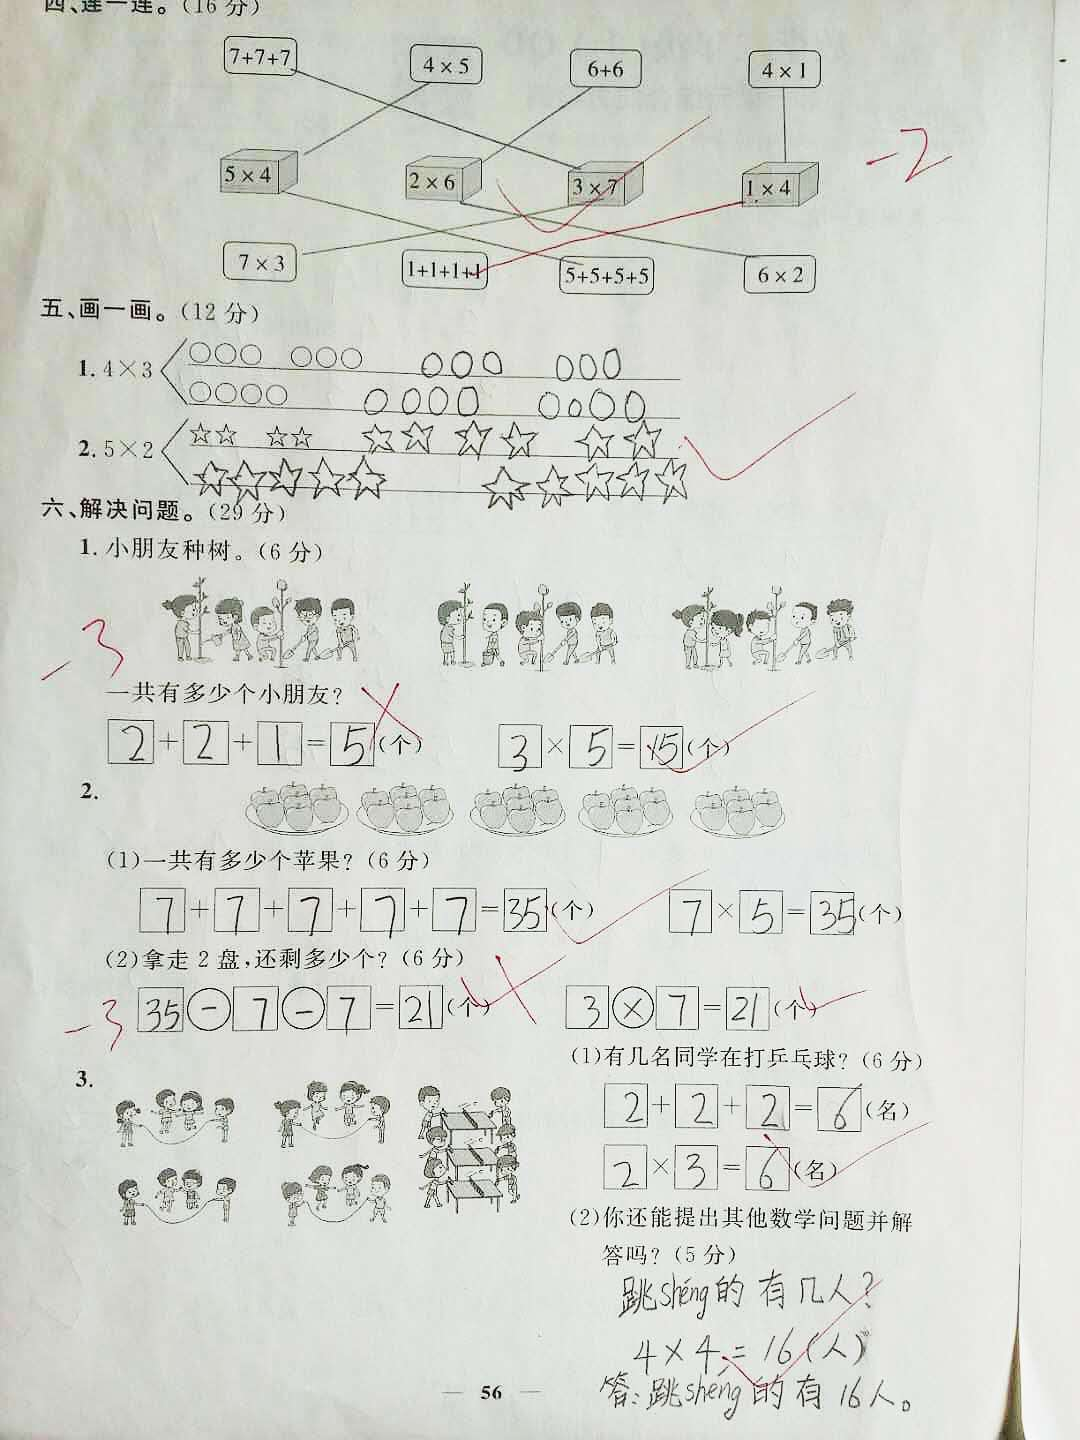 四、连一连。(16分)
7+7+7 4×5 6+6 4×1
-2
5×4 2×6 3×7 1×4
7×3 1+1+1+1 5+5+5+5 6×2
五、画一画。(12分)
1. 4×3
2. 5×2
六、解决问题。(29分)
1. 小朋友种树。(6分)
-3
一共有多少个小朋友?
2+2+1=5(个) 3×5=15(个)
2.
(1)一共有多少个苹果?(6分)
7+7+7+7+7=35(个) 7×5=35(个)
(2)拿走2盘,还剩多少个?(6分)
-3 35-7-7=21(个) 3×7=21(个)
3.
(1)有几名同学在打乒乓球?(6分)
2+2+2=6(名)
2×3=6(名)
(2)你还能提出其他数学问题并解
答吗?(5分)
跳shéng的有几人?
4×4=16(人)
答:跳shéng的有16人。
— 56 —